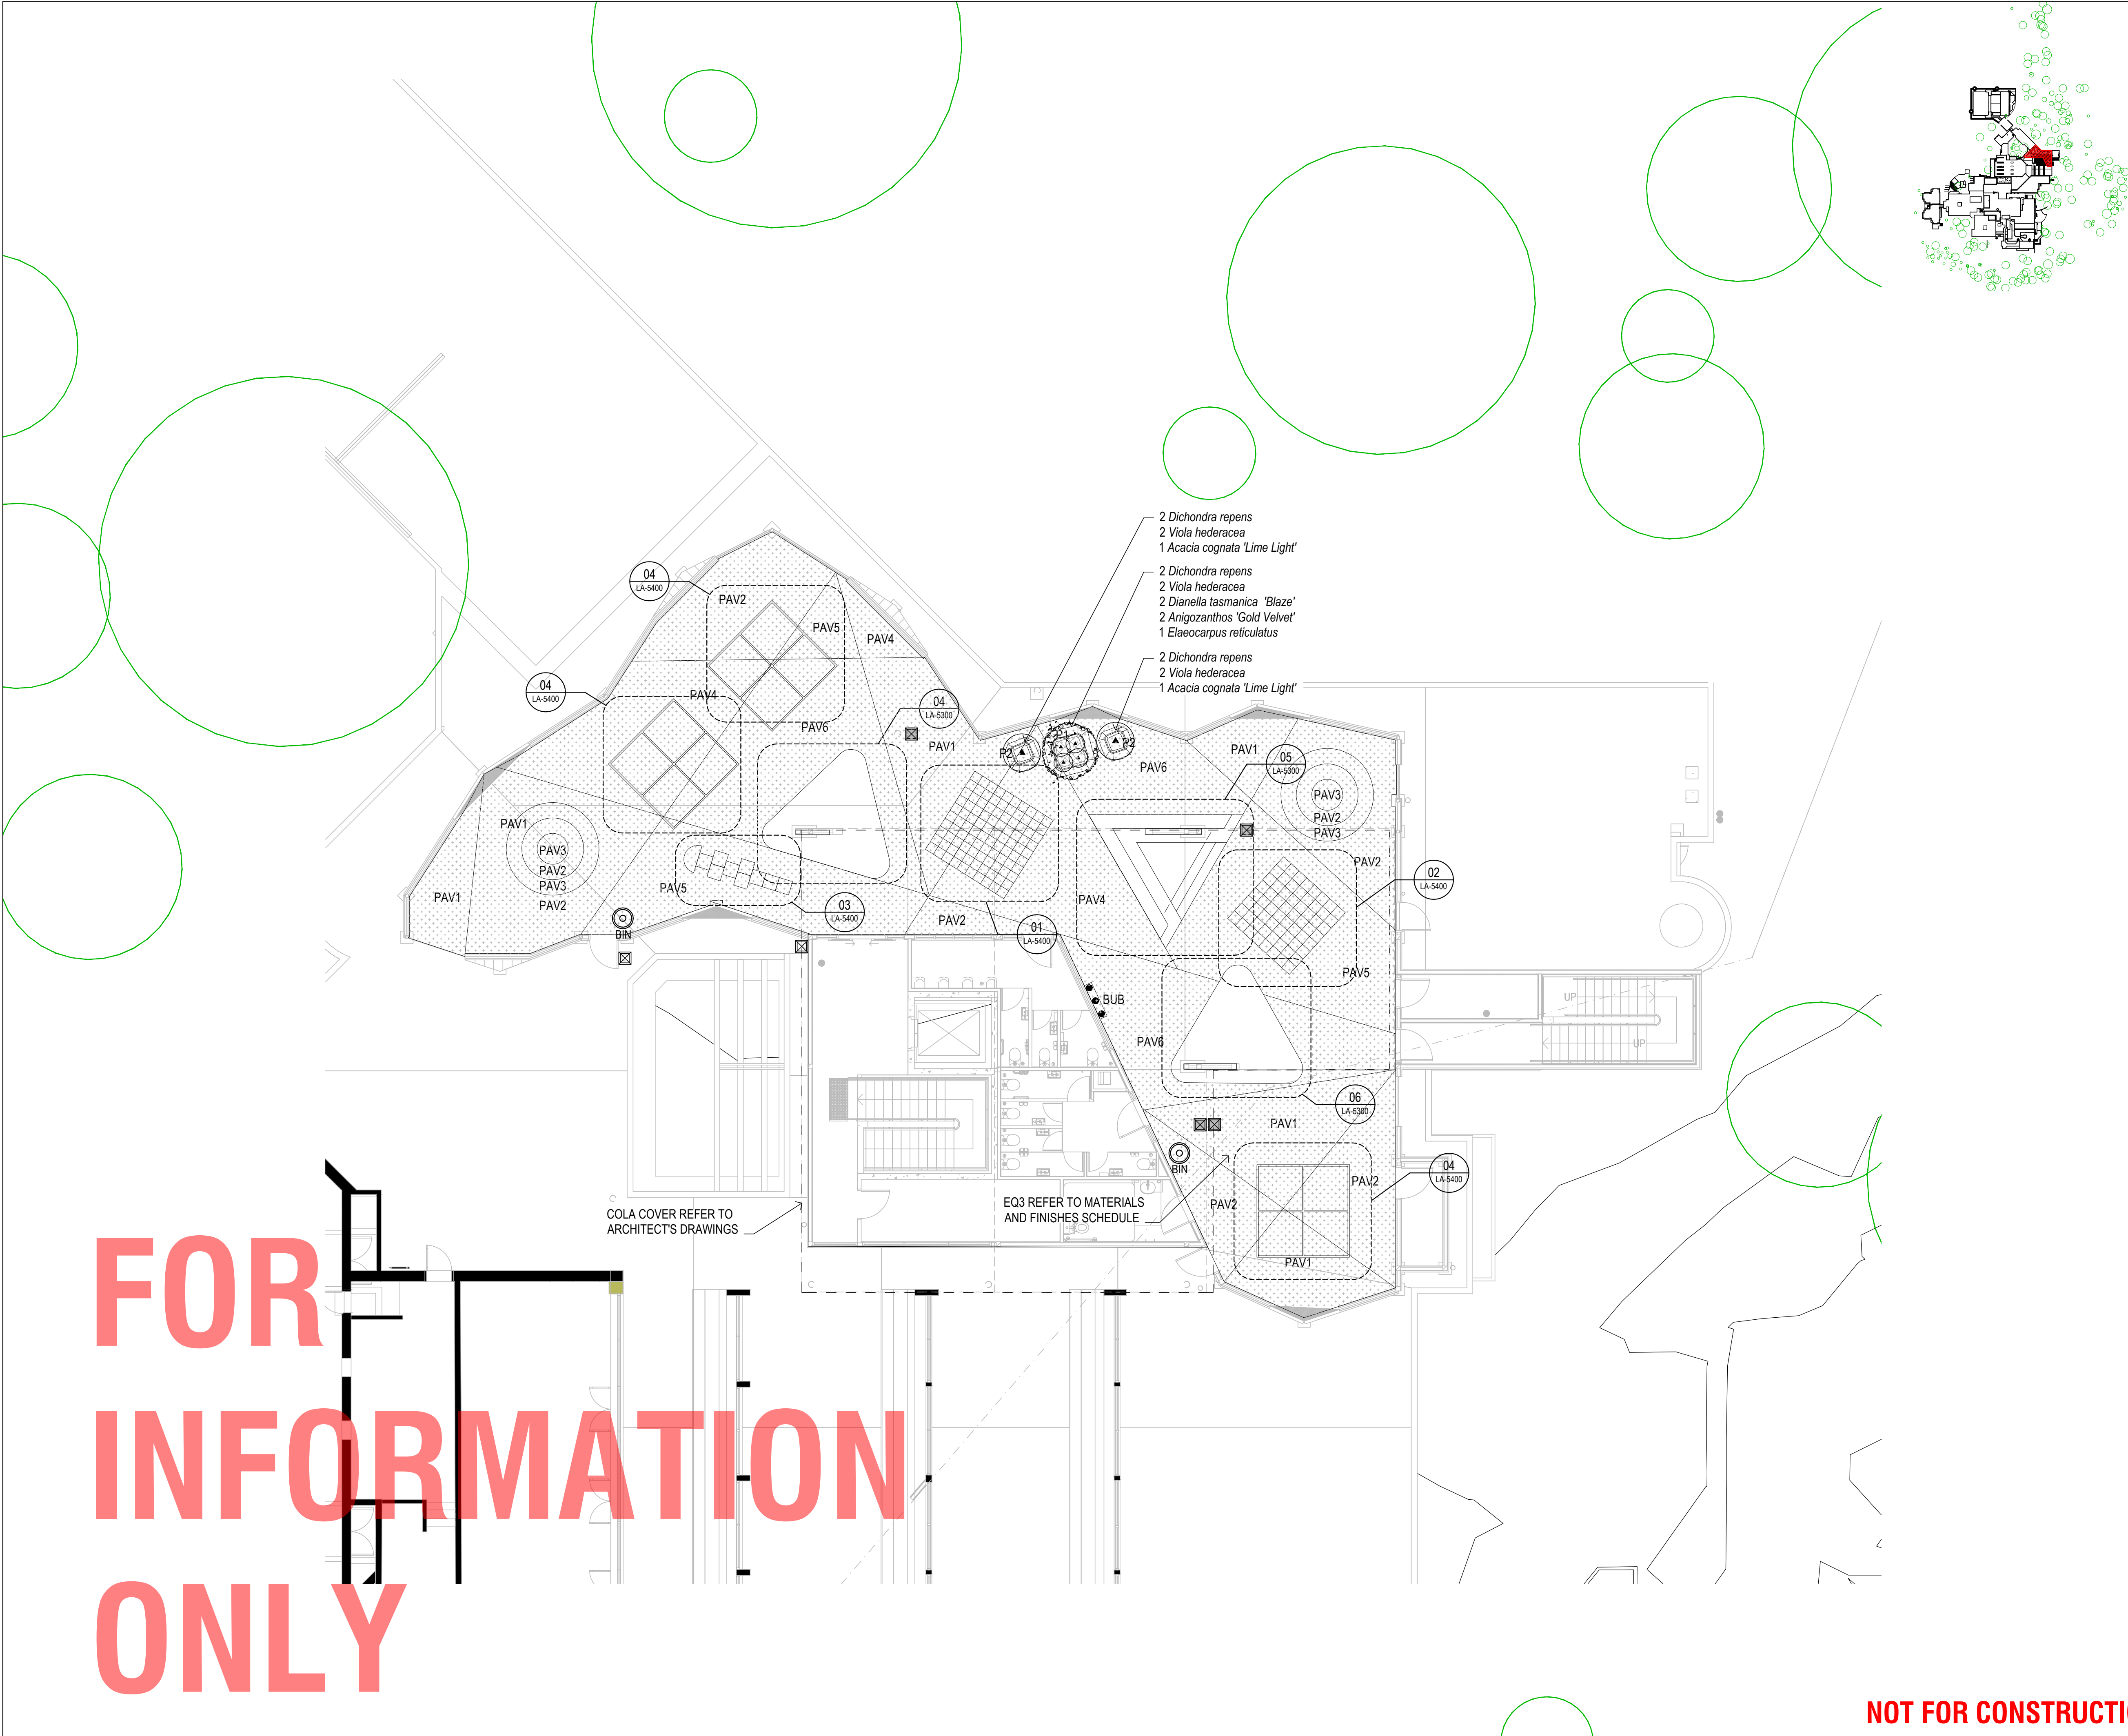 2 Dichondra repens
2 Viola hederacea
1 Acacia cognata 'Lime Light'
2 Dichondra repens
2 Viola hederacea
2 Dianella tasmanica 'Blaze'
2 Anigozanthos 'Gold Velvet'
1 Elaeocarpus reticulatus
2 Dichondra repens
2 Viola hederacea
1 Acacia cognata 'Lime Light'
04
LA-5400
PAV2
PAV5
PAV4
04
LA-5400
PAV4
04
LA-5300
PAV6
PAV1
P2
P1
P2
PAV6
PAV1
05
LA-5300
PAV3
PAV2
PAV3
PAV1
PAV3
PAV2
PAV3
PAV2
PAV1
PAV5
03
LA-5400
PAV2
01
LA-5400
PAV4
PAV2
02
LA-5400
BIN
PAV5
BUB
PAV6
UP
UP
06
LA-5300
PAV1
BIN
04
LA-5400
PAV2
PAV2
PAV1
EQ3 REFER TO MATERIALS
AND FINISHES SCHEDULE
COLA COVER REFER TO
ARCHITECT'S DRAWINGS
FOR
INFORMATION
ONLY
NOT FOR CONSTRUCTI